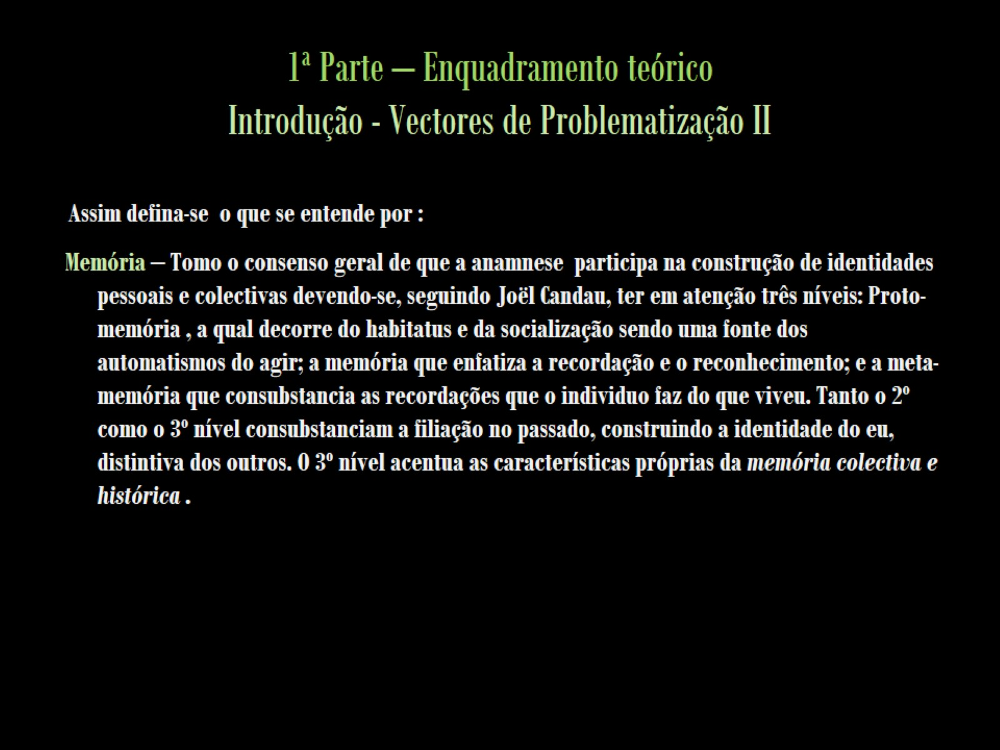 1ª Parte – Enquadramento teórico
Introdução - Vectores de Problematização II
Assim defina-se  o que se entende por :
Memória – Tomo o consenso geral de que a anamnese  participa na construção de identidades
pessoais e colectivas devendo-se, seguindo Joël Candau, ter em atenção três níveis: Proto-
memória , a qual decorre do habitatus e da socialização sendo uma fonte dos
automatismos do agir; a memória que enfatiza a recordação e o reconhecimento; e a meta-
memória que consubstancia as recordações que o individuo faz do que viveu. Tanto o 2º
como o 3º nível consubstanciam a filiação no passado, construindo a identidade do eu,
distintiva dos outros. O 3º nível acentua as características próprias da memória colectiva e
histórica .